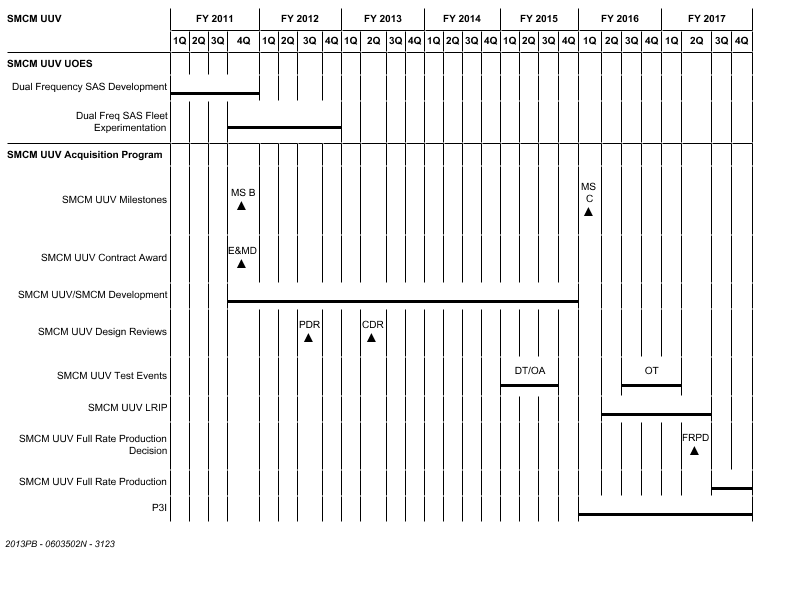 SMCM UUV FY 2011 FY 2012 FY 2013 FY 2014 FY 2015 FY 2016 FY 2017
1Q 2Q 3Q 4Q 1Q 2Q 3Q 4Q 1Q 2Q 3Q 4Q 1Q 2Q 3Q 4Q 1Q 2Q 3Q 4Q 1Q 2Q 3Q 4Q 1Q 2Q 3Q 4Q
SMCM UUV UOES
Dual Frequency SAS Development
Dual Freq SAS Fleet
Experimentation
SMCM UUV Acquisition Program
SMCM UUV Milestones
MS B
MS
C
SMCM UUV Contract Award
E&MD
SMCM UUV/SMCM Development
SMCM UUV Design Reviews
PDR CDR
SMCM UUV Test Events
DT/OA OT
SMCM UUV LRIP
SMCM UUV Full Rate Production
Decision
FRPD
SMCM UUV Full Rate Production
P3I
2013PB - 0603502N - 3123